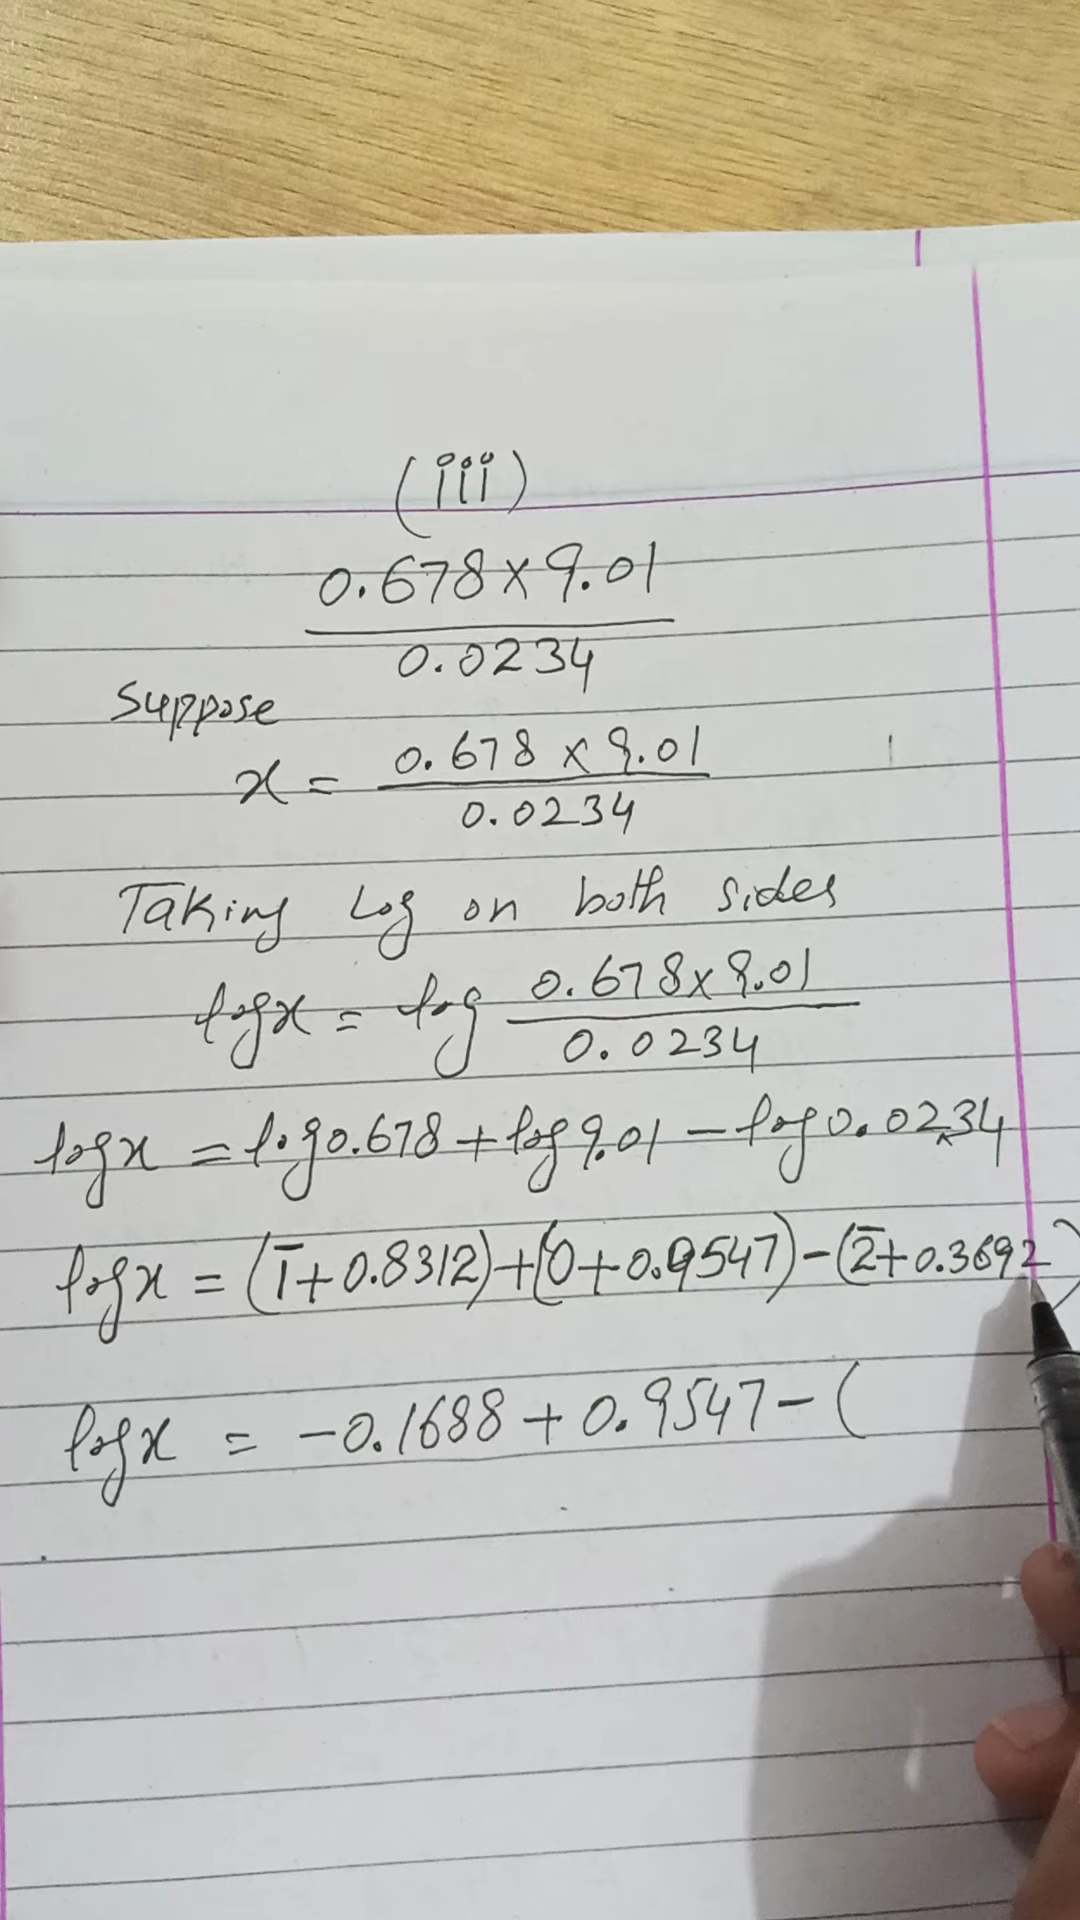 (iii)
0.678 × 9.01
0.0234
Suppose
x = 0.678 × 9.01
0.0234
Taking Log on both sides
log x = log 0.678 × 9.01
0.0234
log x = log 0.678 + log 9.01 − log 0.0234
log x = (1̅ + 0.8312) + (0 + 0.9547) − (2̅ + 0.3692)
log x = −0.1688 + 0.9547 − (